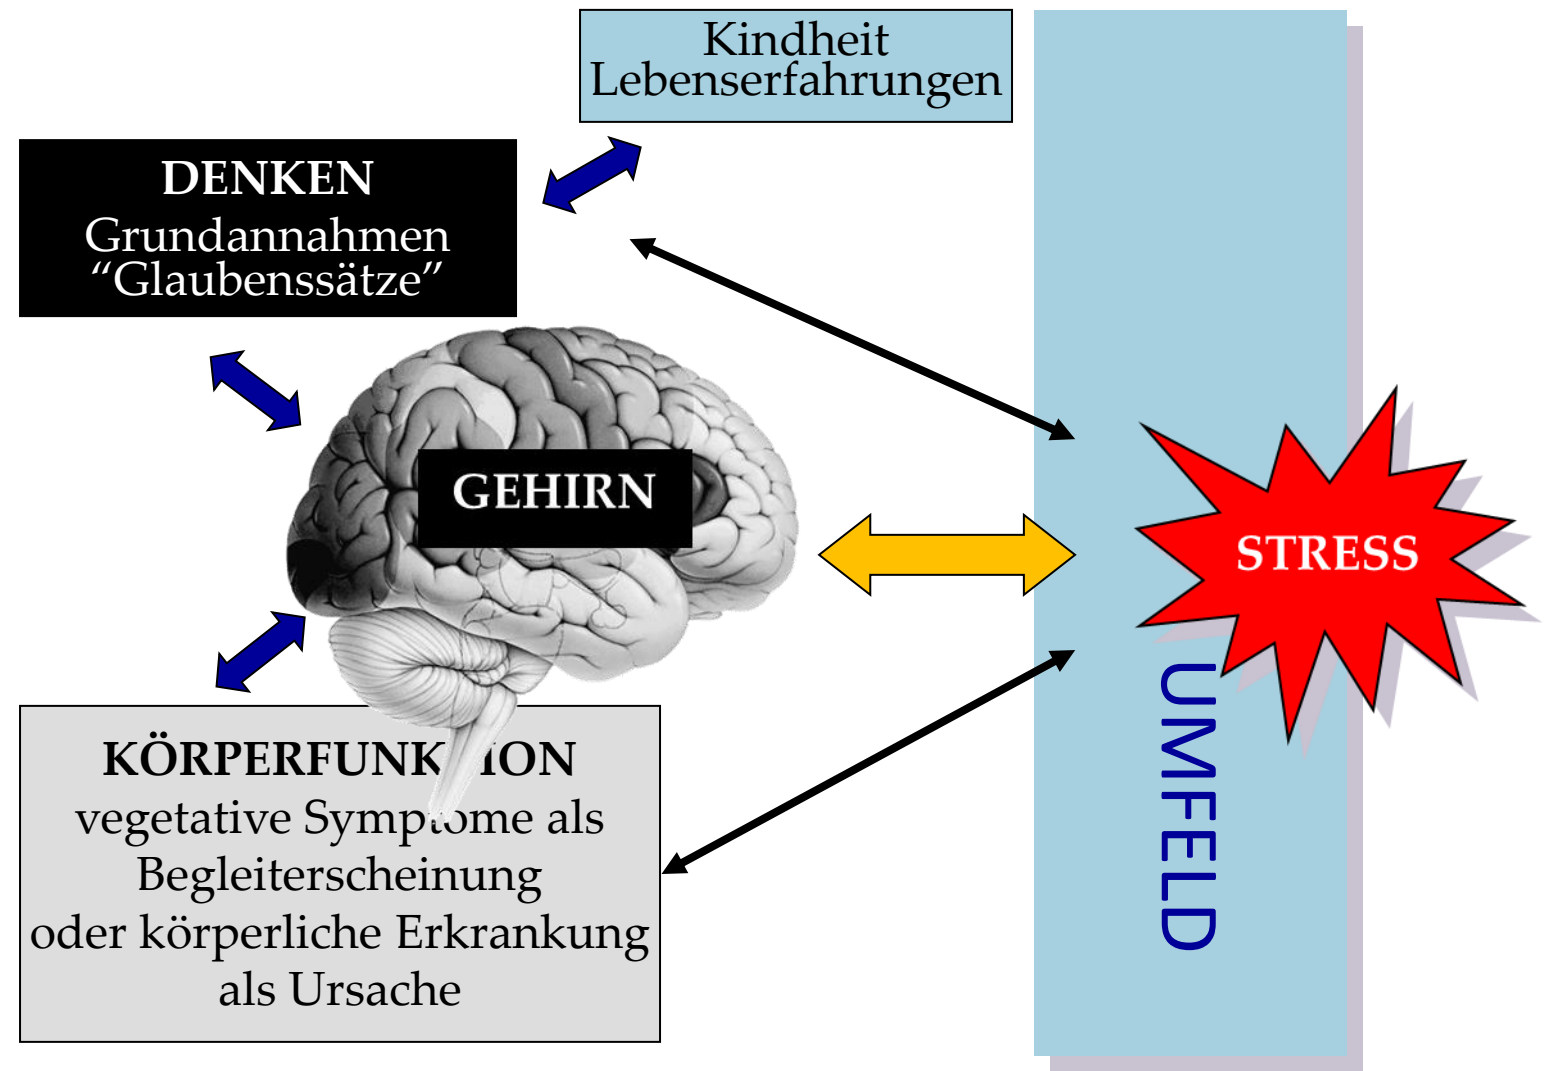 Kindheit
Lebenserfahrungen
DENKEN
Grundannahmen
“Glaubenssätze”
GEHIRN
STRESS
UMFELD
KÖRPERFUNKTION
vegetative Symptome als
Begleiterscheinung
oder körperliche Erkrankung
als Ursache